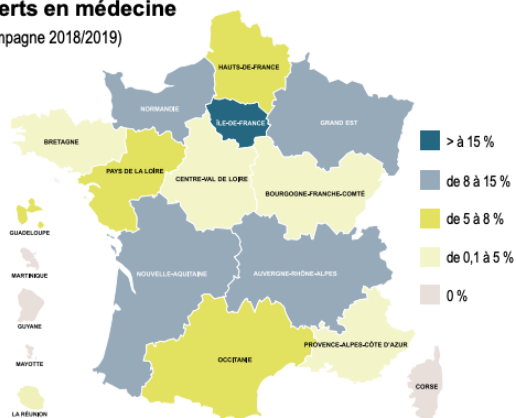 erts en médecine
mpagne 2018/2019)
HAUTS-DE-FRANCE
NORMANDIE
ÎLE-DE-FRANCE
GRAND EST
BRETAGNE
PAYS DE LA LOIRE
CENTRE-VAL DE LOIRE
BOURGOGNE-FRANCHE-COMTÉ
> à 15 %
de 8 à 15 %
de 5 à 8 %
de 0,1 à 5 %
0 %
GUADELOUPE
MARTINIQUE
GUYANE
MAYOTTE
LA RÉUNION
NOUVELLE-AQUITAINE
AUVERGNE-RHÔNE-ALPES
OCCITANIE
PROVENCE-ALPES-CÔTE D'AZUR
CORSE